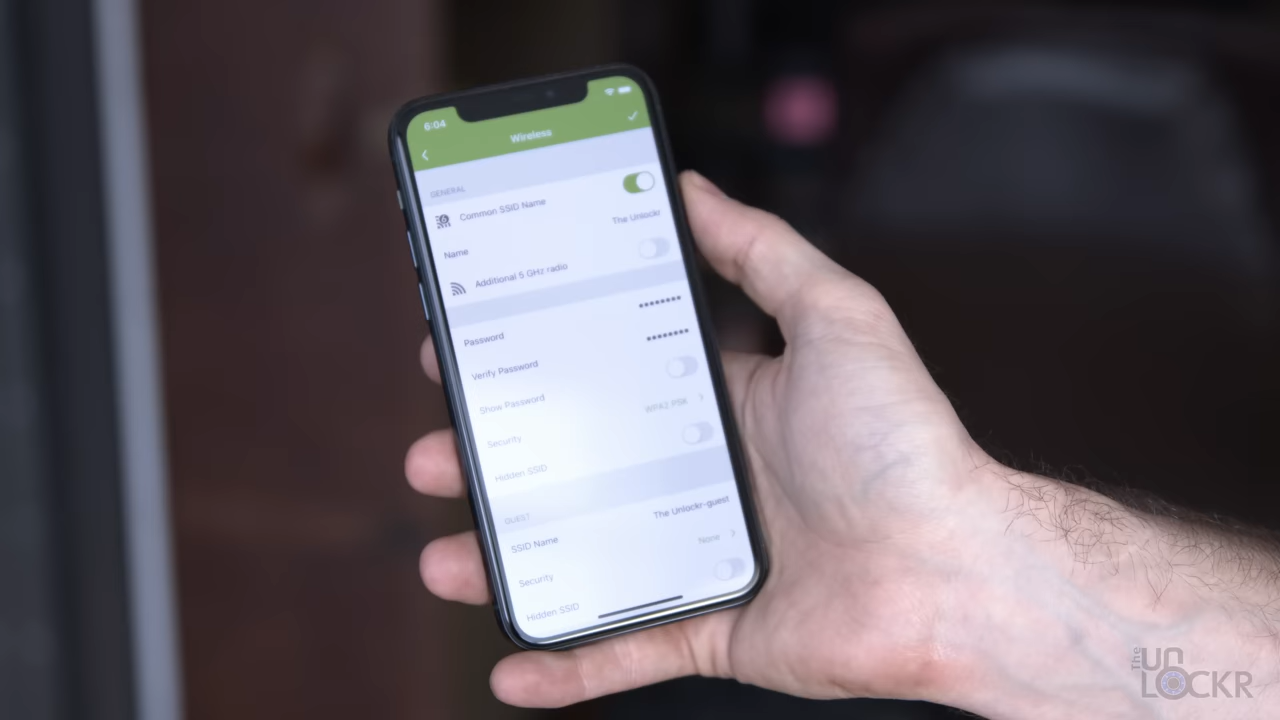 6:04
Wireless
GENERAL
Common SSID Name
Name The Unlockr
Additional 5 GHz radio
Password ••••••••
Verify Password ••••••••
Show Password
Security WPA2 PSK
Hidden SSID
GUEST
SSID Name The Unlockr-guest
Security None
Hidden SSID
The UNLOCKR